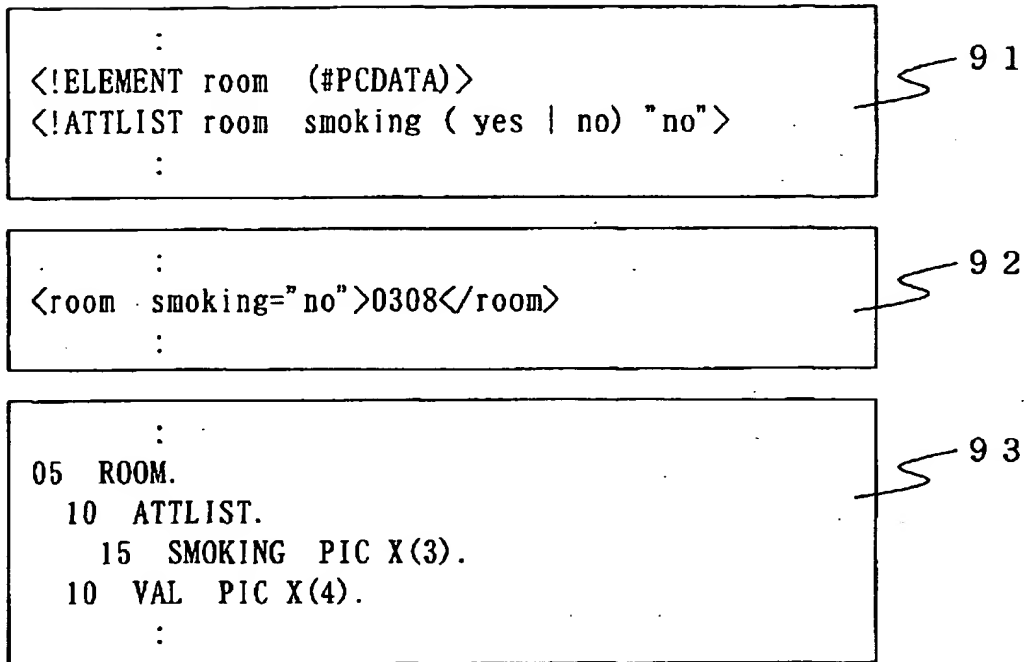 :
<!ELEMENT room (#PCDATA)>
<!ATTLIST room smoking ( yes | no) "no">
:
91
:
<room smoking="no">0308</room>
:
92
:
05 ROOM.
10 ATTLIST.
15 SMOKING PIC X(3).
10 VAL PIC X(4).
:
93